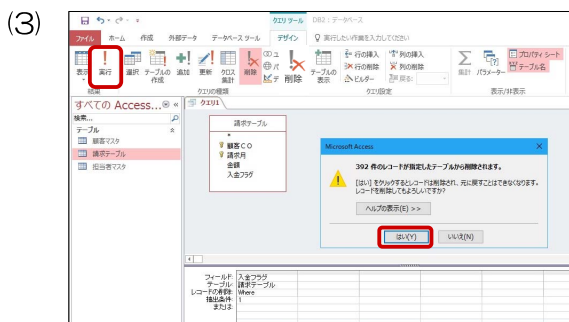 (3)
クエリ ツール
DB2 : データベース
ファイル ホーム 作成 外部データ データベース ツール デザイン 実行したい作業を入力してください
表示 実行 選択 テーブルの作成 追加 更新 クロス集計 削除
ユ パ デ 削除
テーブルの表示
行の挿入
行の削除
ビルダー
列の挿入
列の削除
戻る:
集計 パラメーター
プロパティ シート
テーブル名
結果 クエリの種類 クエリ設定 表示/非表示
すべての Access... «
検索...
テーブル
顧客マスタ
請求テーブル
担当者マスタ
クエリ1
請求テーブル
*
顧客CO
請求月
金額
入金フラグ
Microsoft Access
392 件のレコードが指定したテーブルから削除されます。
[はい] をクリックするとレコードは削除され、元に戻すことはできなくなります。
レコードを削除してもよろしいですか?
ヘルプの表示(E) >>
はい(Y) いいえ(N)
フィールド: 入金フラグ
テーブル: 請求テーブル
レコードの削除: Where
抽出条件: 1
または: